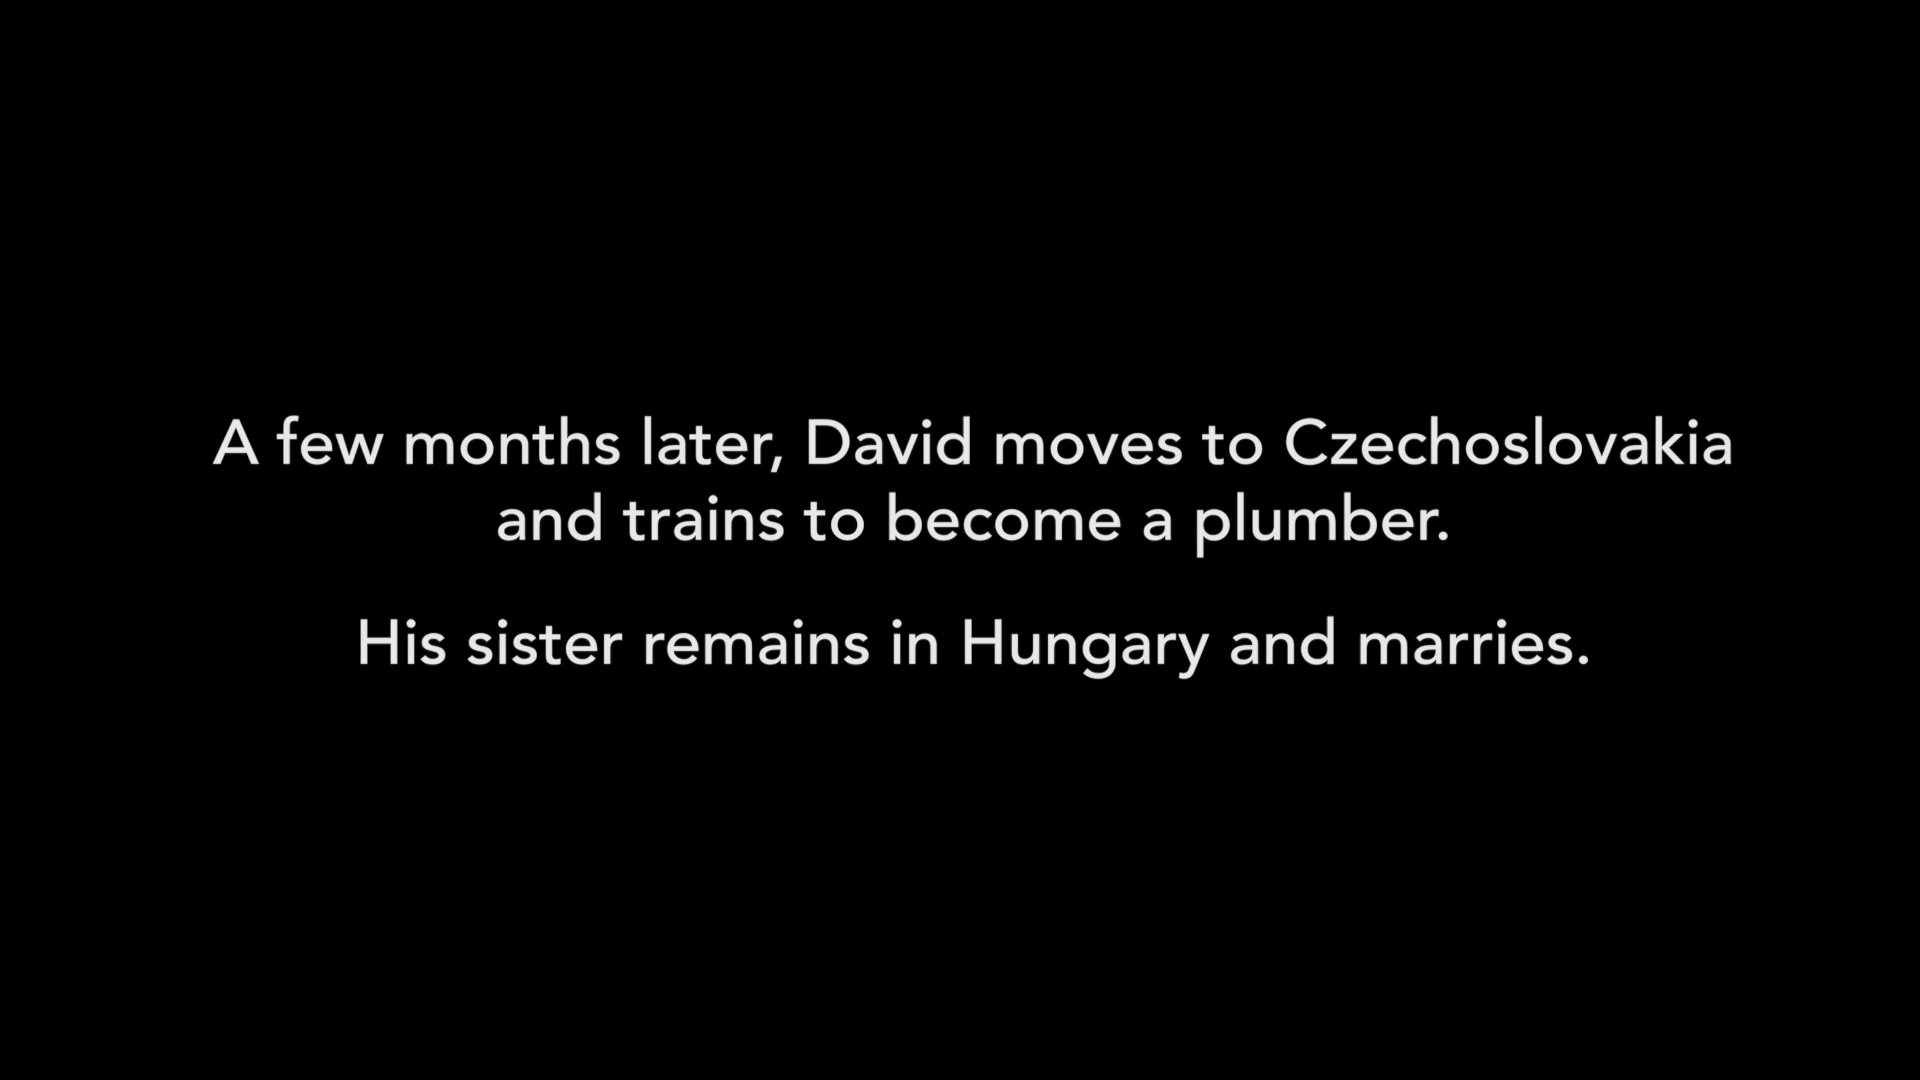 A few months later, David moves to Czechoslovakia
and trains to become a plumber.
His sister remains in Hungary and marries.